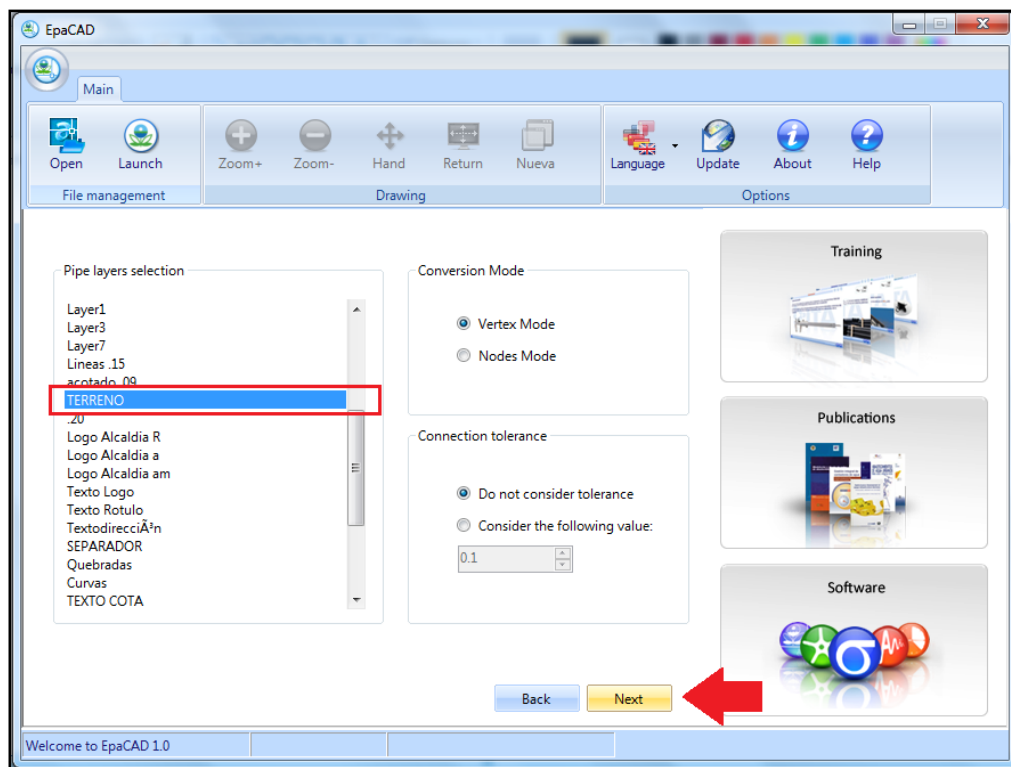 EpaCAD
Main
Open
Launch
Zoom+
Zoom-
Hand
Return
Nueva
Language
Update
About
Help
File management
Drawing
Options
Pipe layers selection
Layer1
Layer3
Layer7
Lineas .15
acotado .09
TERRENO
.20
Logo Alcaldia R
Logo Alcaldia a
Logo Alcaldia am
Texto Logo
Texto Rotulo
TextodirecciÃ³n
SEPARADOR
Quebradas
Curvas
TEXTO COTA
Conversion Mode
Vertex Mode
Nodes Mode
Connection tolerance
Do not consider tolerance
Consider the following value:
0.1
Training
Publications
Software
Back
Next
Welcome to EpaCAD 1.0